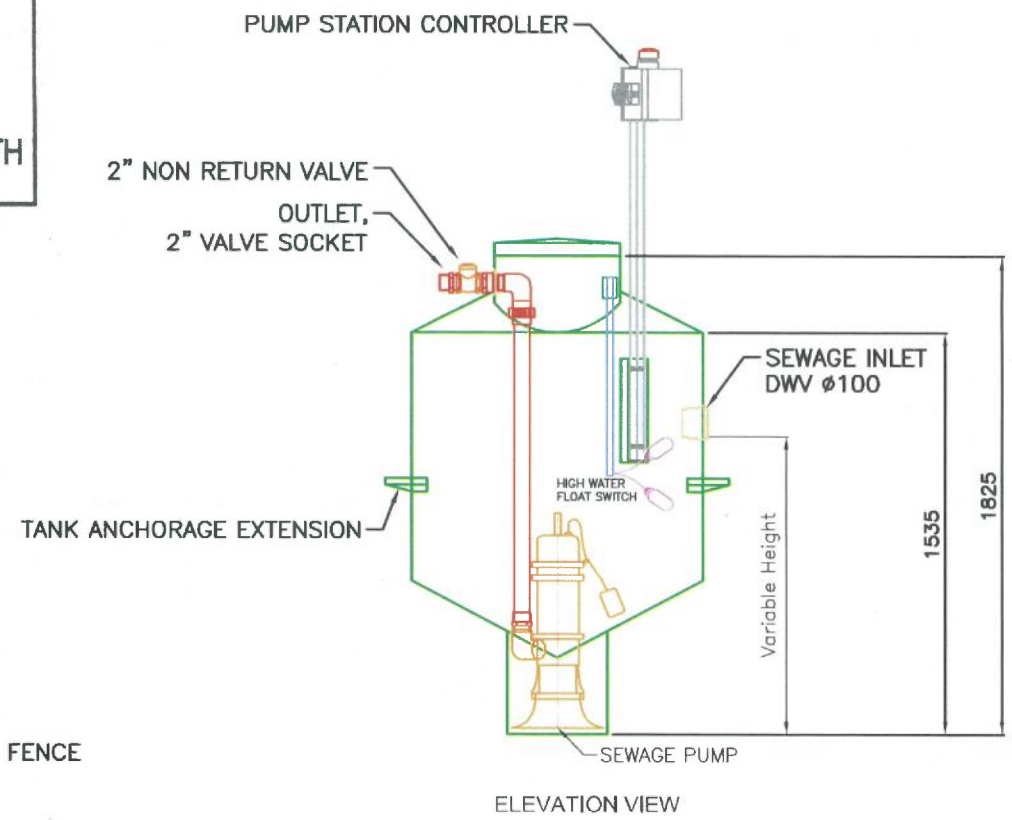 PUMP STATION CONTROLLER
TH
2" NON RETURN VALVE
OUTLET,
2" VALVE SOCKET
SEWAGE INLET
DWV ø100
HIGH WATER
FLOAT SWITCH
TANK ANCHORAGE EXTENSION
Variable Height
1535
1825
FENCE
SEWAGE PUMP
ELEVATION VIEW